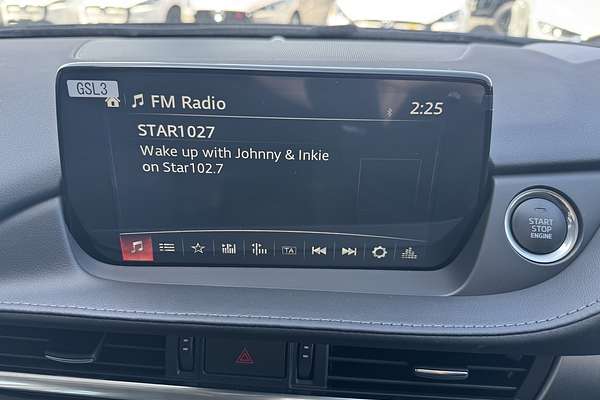 GSL3
FM Radio
2:25
STAR1027
Wake up with Johnny & Inkie
on Star102.7
TA
START
STOP
ENGINE